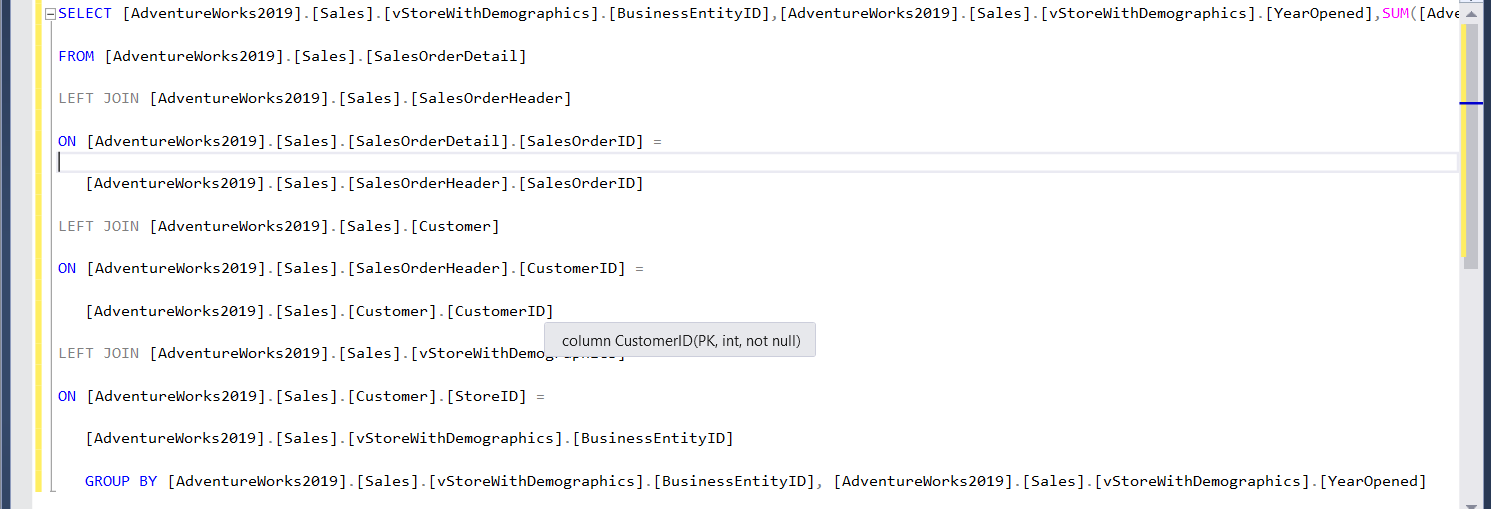 SELECT [AdventureWorks2019].[Sales].[vStoreWithDemographics].[BusinessEntityID],[AdventureWorks2019].[Sales].[vStoreWithDemographics].[YearOpened],SUM([Adv
FROM [AdventureWorks2019].[Sales].[SalesOrderDetail]
LEFT JOIN [AdventureWorks2019].[Sales].[SalesOrderHeader]
ON [AdventureWorks2019].[Sales].[SalesOrderDetail].[SalesOrderID] =
[AdventureWorks2019].[Sales].[SalesOrderHeader].[SalesOrderID]
LEFT JOIN [AdventureWorks2019].[Sales].[Customer]
ON [AdventureWorks2019].[Sales].[SalesOrderHeader].[CustomerID] =
[AdventureWorks2019].[Sales].[Customer].[CustomerID]
column CustomerID(PK, int, not null)
LEFT JOIN [AdventureWorks2019].[Sales].[vStoreWithDemographics]
ON [AdventureWorks2019].[Sales].[Customer].[StoreID] =
[AdventureWorks2019].[Sales].[vStoreWithDemographics].[BusinessEntityID]
GROUP BY [AdventureWorks2019].[Sales].[vStoreWithDemographics].[BusinessEntityID], [AdventureWorks2019].[Sales].[vStoreWithDemographics].[YearOpened]